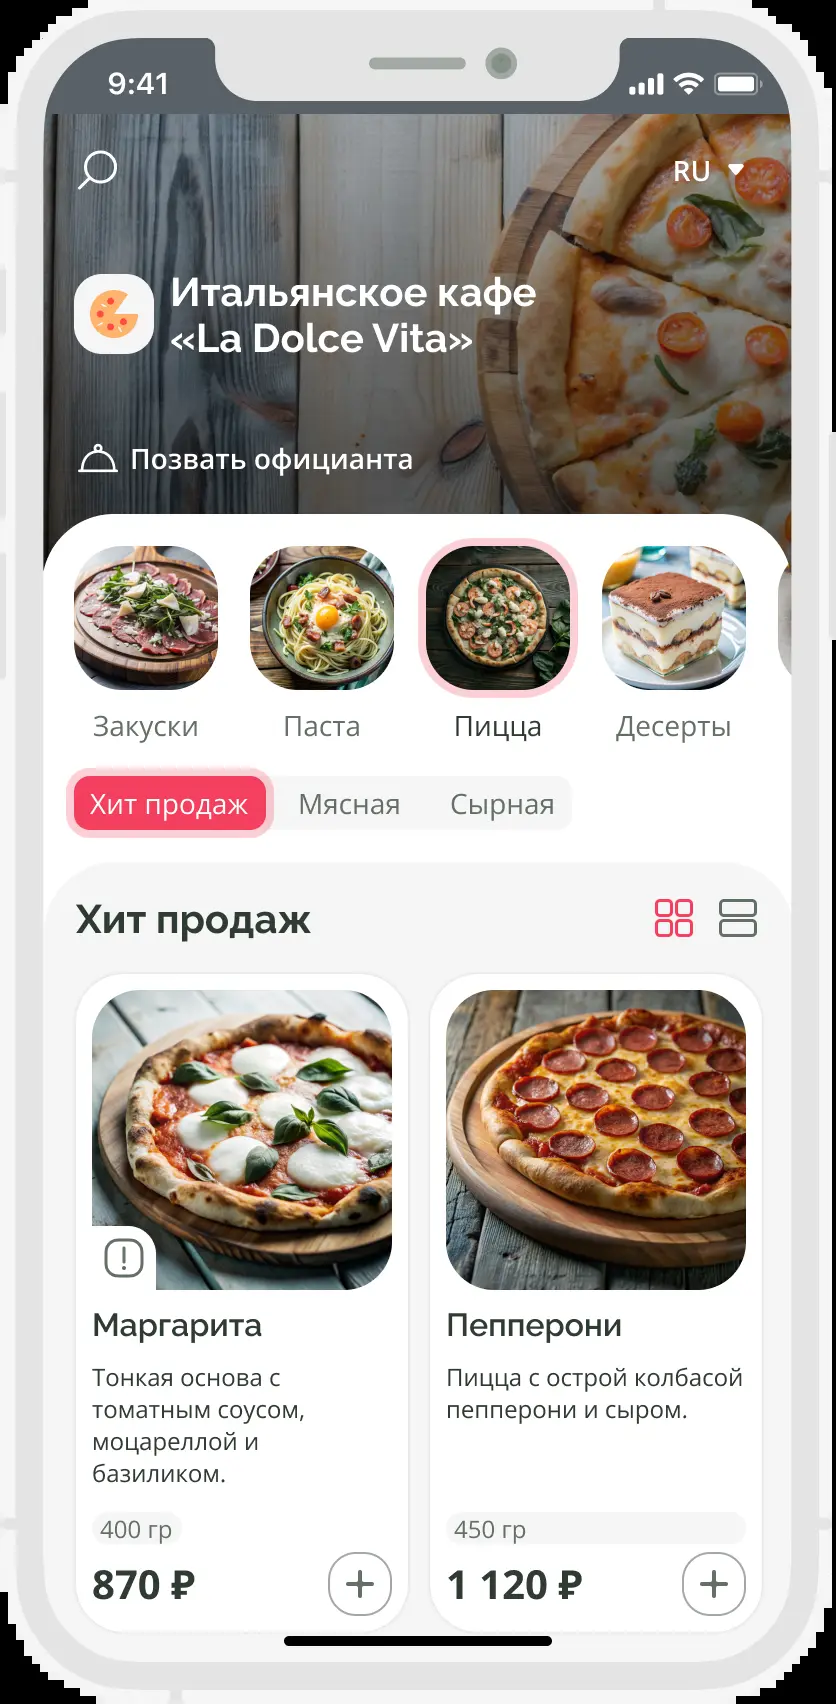 9:41
RU
Итальянское кафе
«La Dolce Vita»
Позвать официанта
Закуски Паста Пицца Десерты
Хит продаж Мясная Сырная
Хит продаж
Маргарита
Тонкая основа с
томатным соусом,
моцареллой и
базиликом.
400 гр
870 ₽
Пепперони
Пицца с острой колбасой
пепперони и сыром.
450 гр
1 120 ₽